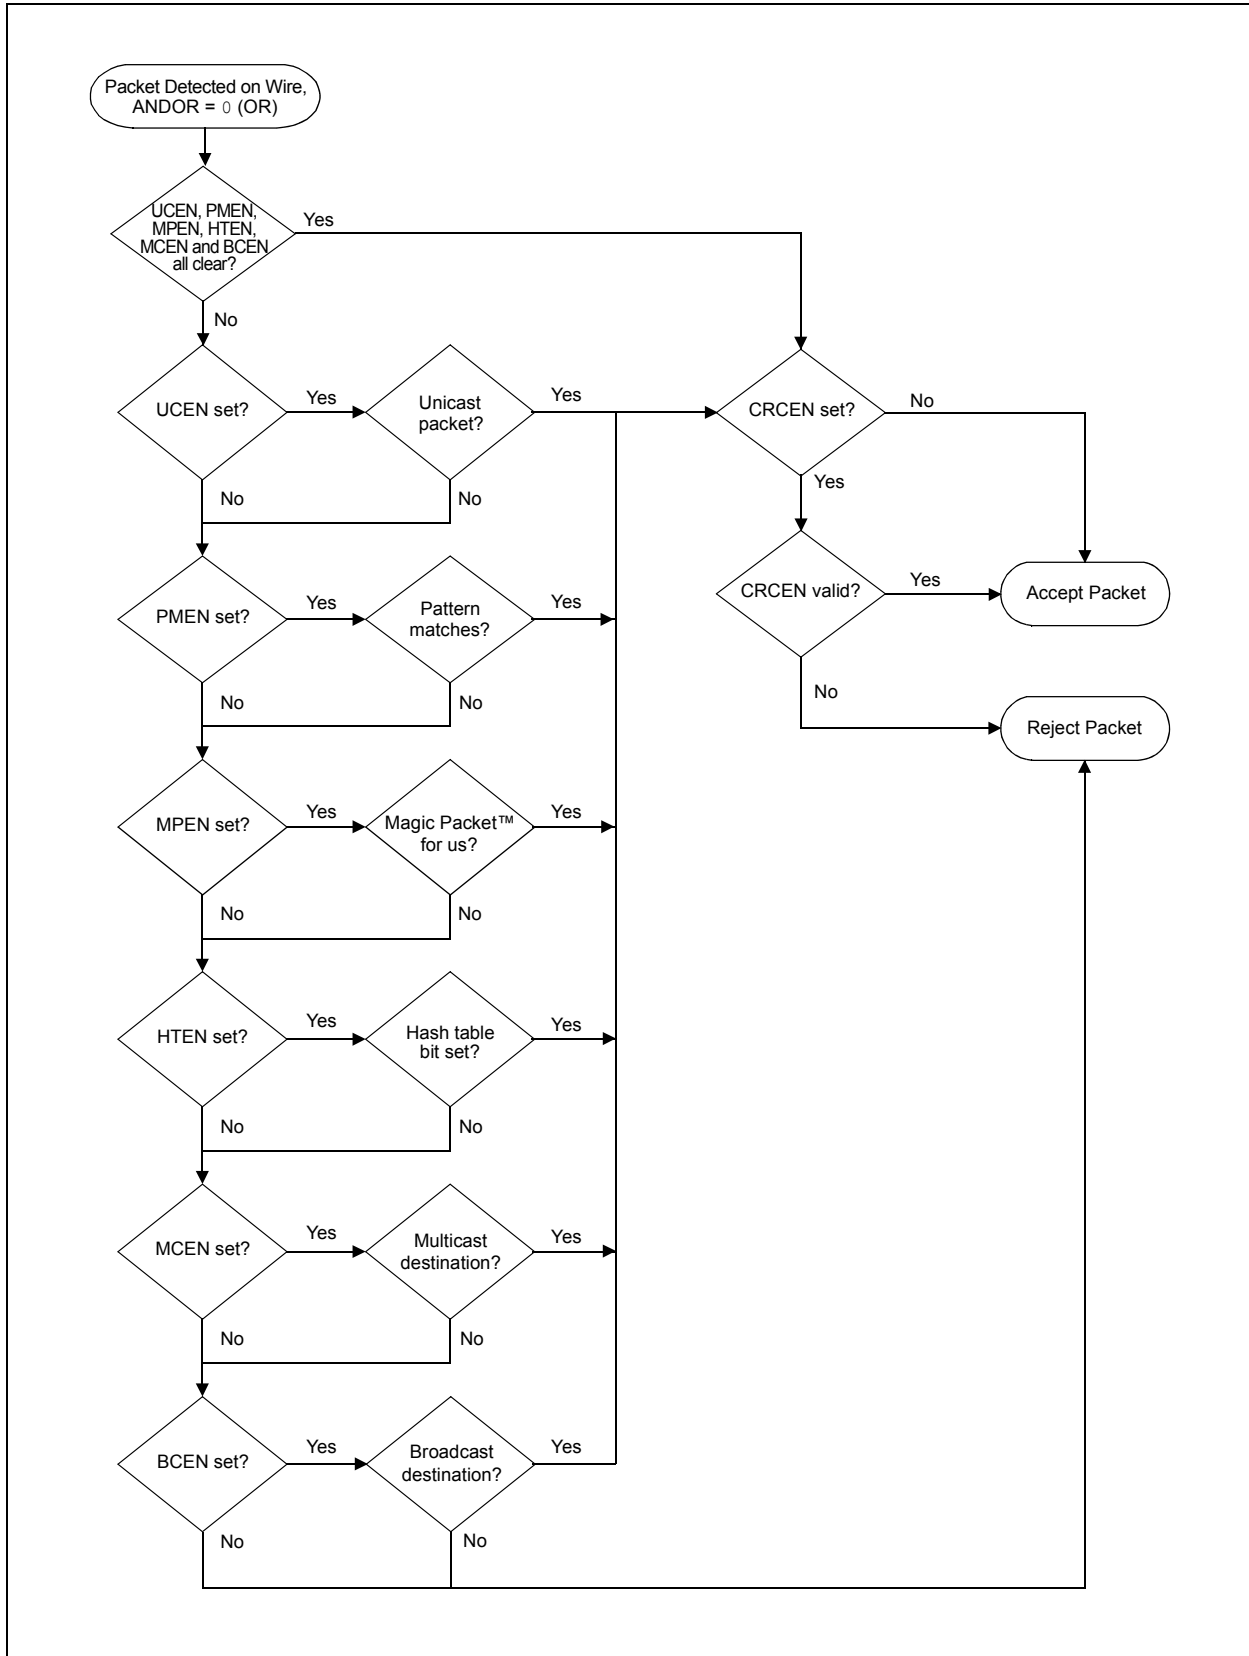 Packet Detected on Wire,
ANDOR = 0 (OR)
UCEN, PMEN,
MPEN, HTEN,
MCEN and BCEN
all clear?
Yes
No
UCEN set?
Yes
Unicast
packet?
Yes
No
No
CRCEN set?
No
Yes
CRCEN valid?
Yes
Accept Packet
No
Reject Packet
PMEN set?
Yes
Pattern
matches?
Yes
No
No
MPEN set?
Yes
Magic Packet™
for us?
Yes
No
No
HTEN set?
Yes
Hash table
bit set?
Yes
No
No
MCEN set?
Yes
Multicast
destination?
Yes
No
No
BCEN set?
Yes
Broadcast
destination?
Yes
No
No